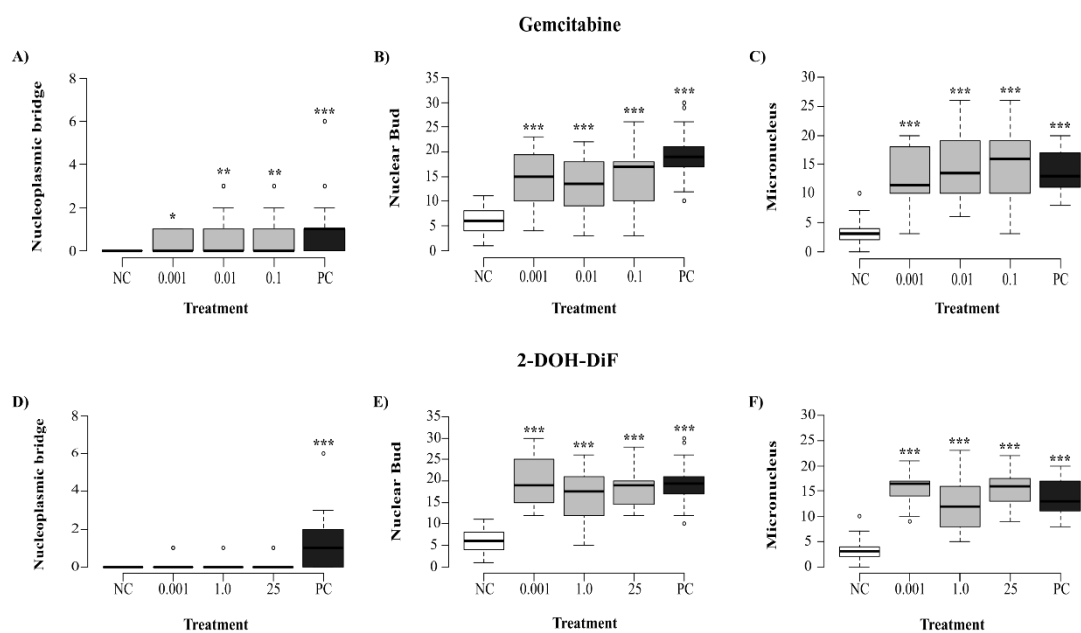 Gemcitabine
A)
Nucleoplasmic bridge
8
6
4
2
0
*
**
**
***
NC 0.001 0.01 0.1 PC
Treatment
B)
Nuclear Bud
35
30
25
20
15
10
5
0
***
***
***
***
NC 0.001 0.01 0.1 PC
Treatment
C)
Micronucleus
30
25
20
15
10
5
0
***
***
***
***
NC 0.001 0.01 0.1 PC
Treatment
2-DOH-DiF
D)
Nucleoplasmic bridge
8
6
4
2
0
***
NC 0.001 1.0 25 PC
Treatment
E)
Nuclear Bud
35
30
25
20
15
10
5
0
***
***
***
***
NC 0.001 1.0 25 PC
Treatment
F)
Micronucleus
30
25
20
15
10
5
0
***
***
***
***
NC 0.001 1.0 25 PC
Treatment